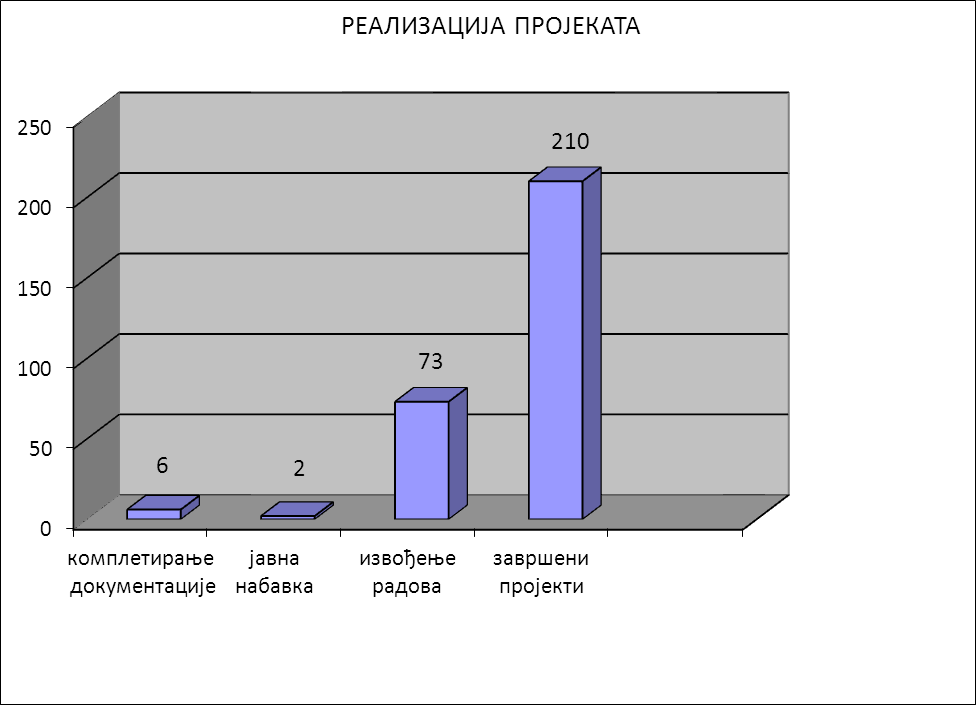 РЕАЛИЗАЦИЈА ПРОЈЕКАТА
250
200
150
100
50
0
6
2
73
210
комплетирање
документације
јавна
набавка
извођење
радова
завршени
пројекти